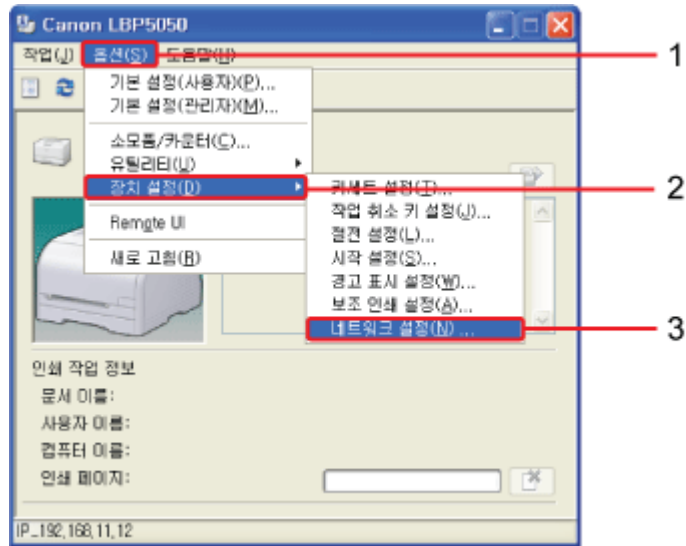 Canon LBP5050
작업(J) 옵션(S) 도움말(H)
1
기본 설정(사용자)(P)...
기본 설정(관리자)(M)...
소모품/카운터(C)...
유틸리티(U)
장치 설정(D)
2
Remote UI
새로 고침(R)
카세트 설정(T)...
작업 취소 키 설정(J)...
절전 설정(L)...
시작 설정(S)...
경고 표시 설정(W)...
보조 인쇄 설정(A)...
네트워크 설정(N) ...
3
인쇄 작업 정보
문서 이름:
사용자 이름:
컴퓨터 이름:
인쇄 페이지:
IP_192,168,11,12